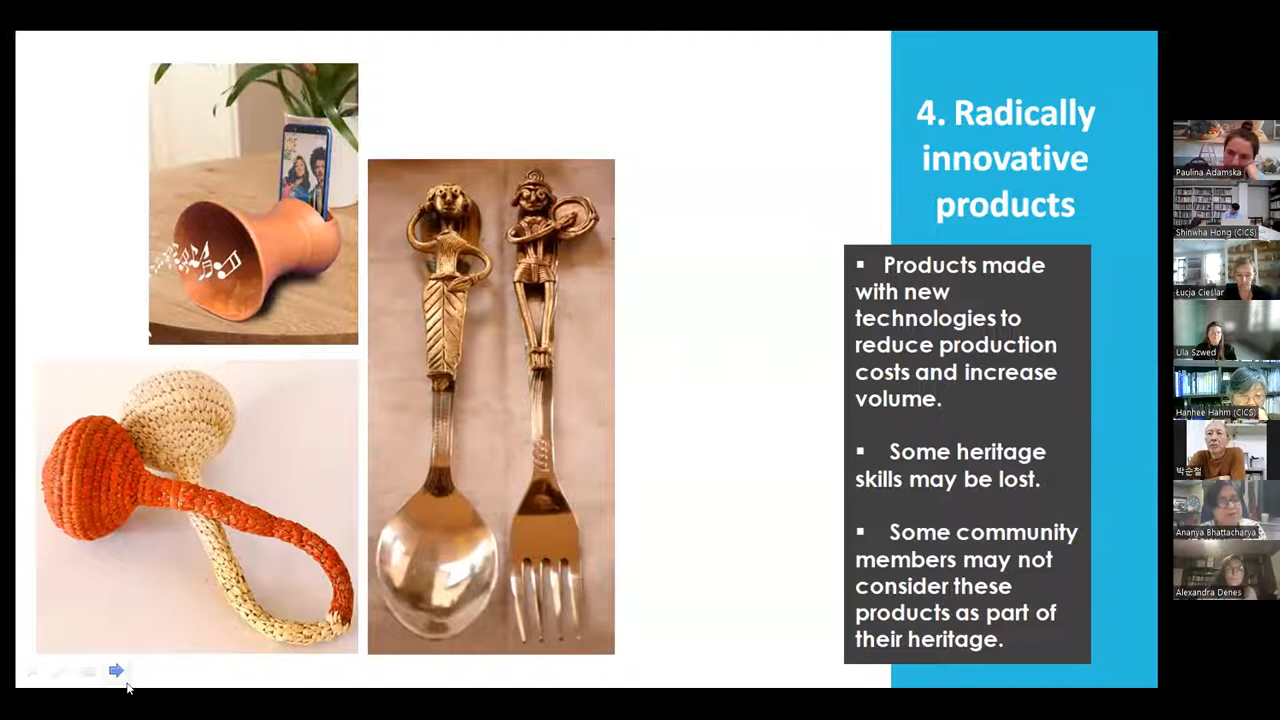 4. Radically
innovative
products
▪ Products made
with new
technologies to
reduce production
costs and increase
volume.
▪ Some heritage
skills may be lost.
▪ Some community
members may not
consider these
products as part of
their heritage.
Paulina Adamska
Shinwha Hong (CICS)
Łucja Cieślar
Ula Szwed
Hanhee Hahm (CICS)
박순철
Ananya Bhattacharya
Alexandra Denes